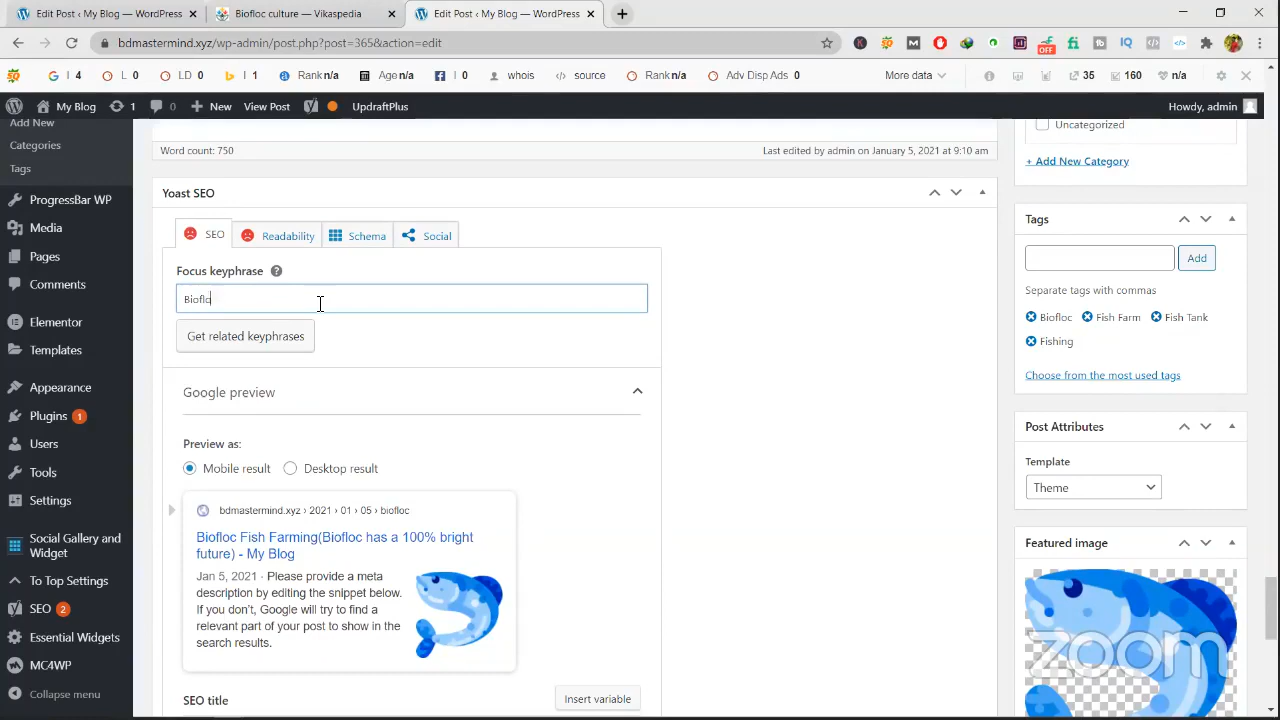 Edit Post ‹ My Blog — WordPress
Biofloc culture — Vikaspedia
Edit Post ‹ My Blog — WordPress
bdmastermind.xyz/wp-admin/post.php?post=365&action=edit
I 4
L 0
LD 0
I 1
Rank n/a
Age n/a
I 0
whois
source
Rank n/a
Adv Disp Ads 0
More data
35
160
n/a
My Blog
1
New
View Post
UpdraftPlus
Howdy, admin
Add New
Categories
Tags
ProgressBar WP
Media
Pages
Comments
Elementor
Templates
Appearance
Plugins 1
Users
Tools
Settings
Social Gallery and
Widget
To Top Settings
SEO 2
Essential Widgets
MC4WP
Collapse menu
Word count: 750
Last edited by admin on January 5, 2021 at 9:10 am
Yoast SEO
SEO
Readability
Schema
Social
Focus keyphrase
Bioflo
Get related keyphrases
Google preview
Preview as:
Mobile result
Desktop result
bdmastermind.xyz › 2021 › 01 › 05 › biofloc
Biofloc Fish Farming(Biofloc has a 100% bright
future) - My Blog
Jan 5, 2021 · Please provide a meta
description by editing the snippet below.
If you don't, Google will try to find a
relevant part of your post to show in the
search results.
SEO title
Insert variable
Uncategorized
+ Add New Category
Tags
Add
Separate tags with commas
Biofloc
Fish Farm
Fish Tank
Fishing
Choose from the most used tags
Post Attributes
Template
Theme
Featured image
zoom